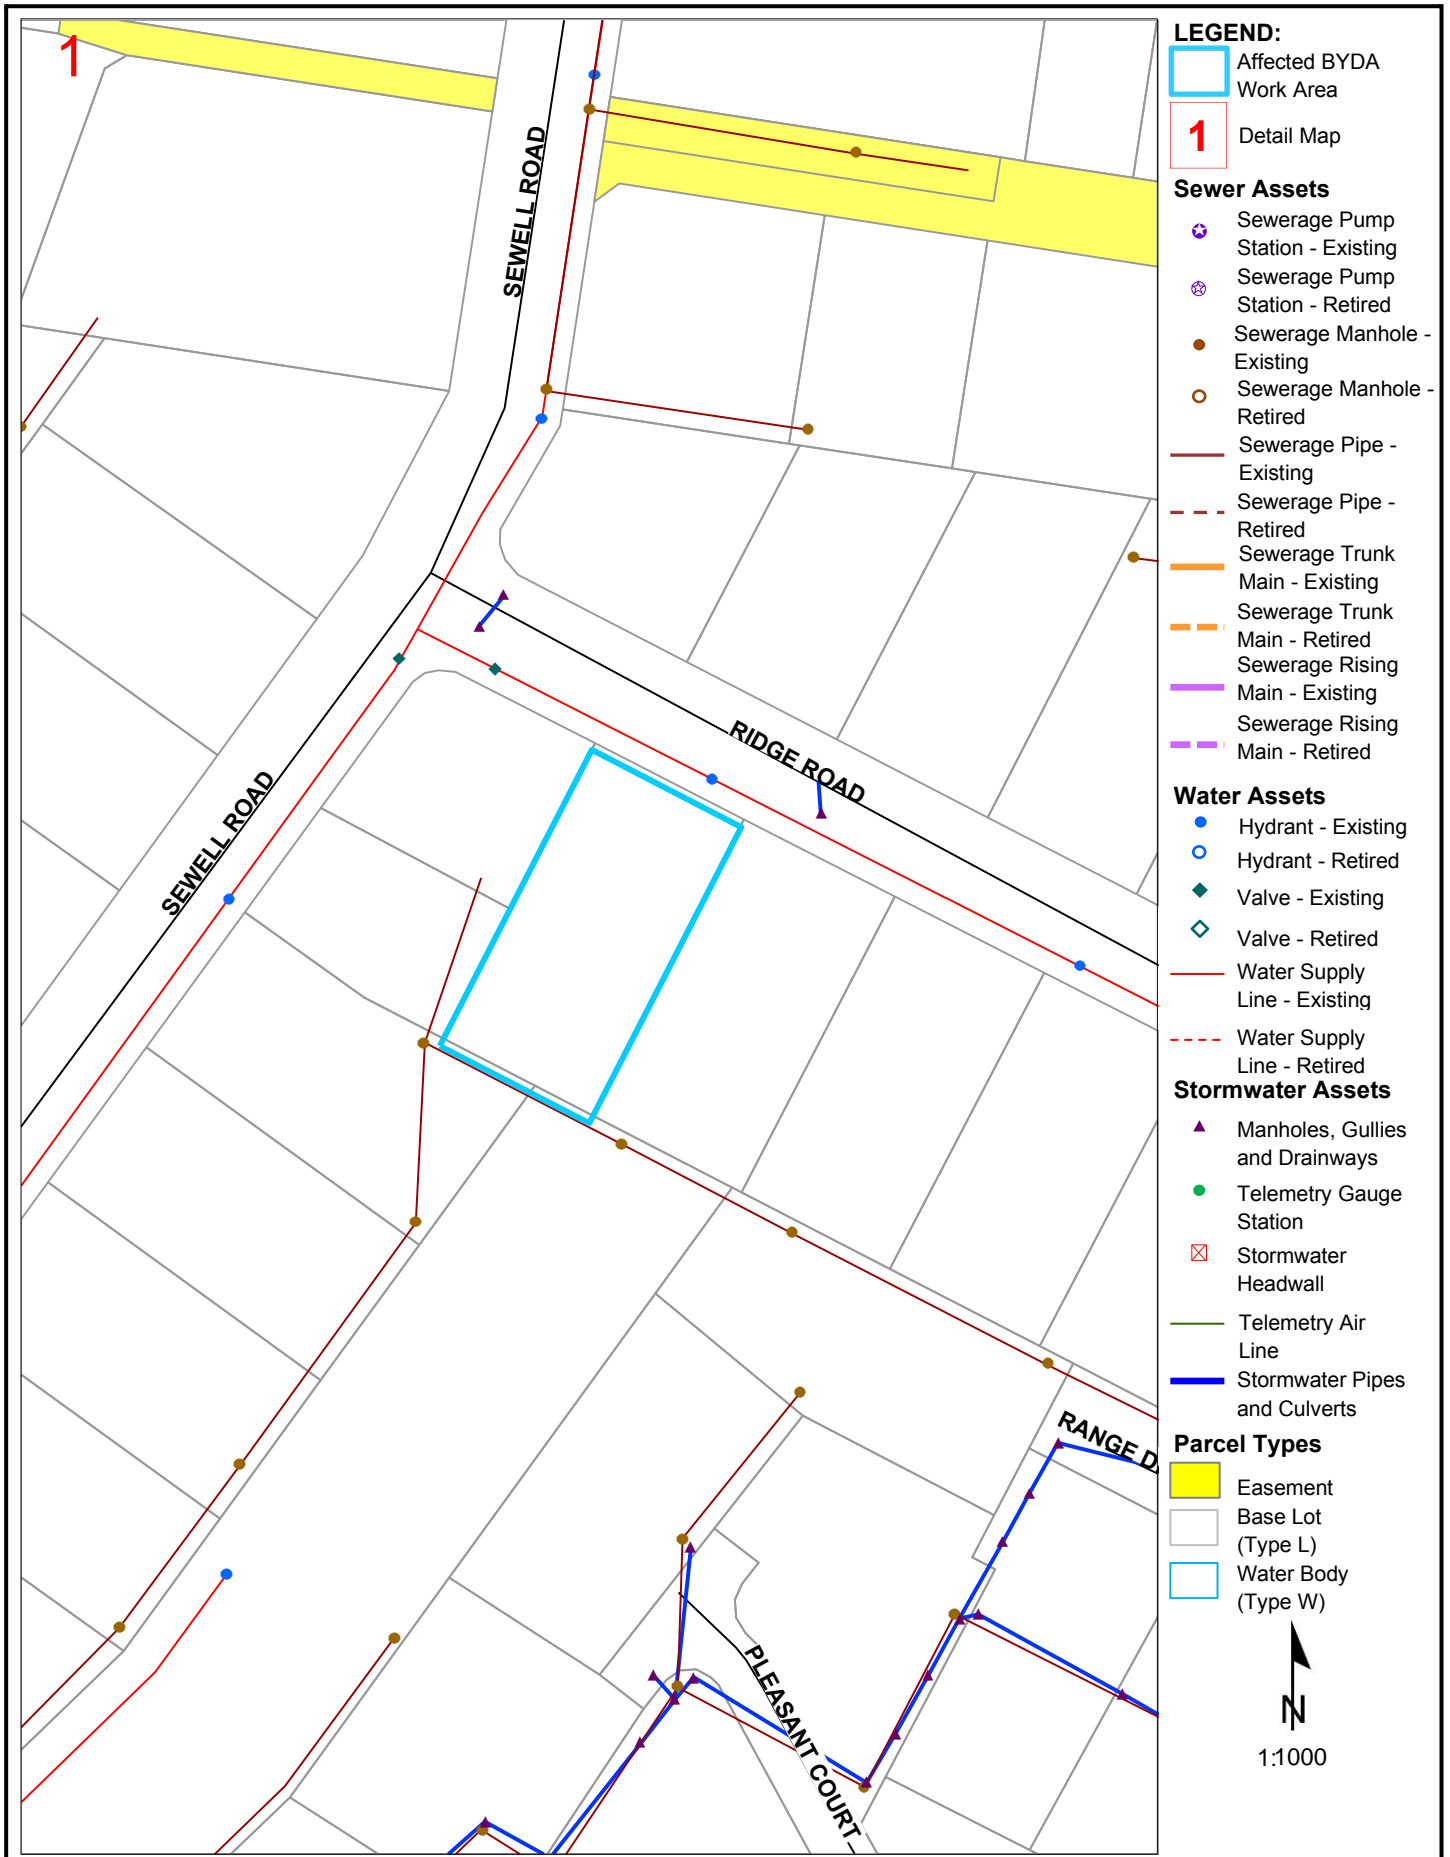 1
SEWELL ROAD
RIDGE ROAD
SEWELL ROAD
RANGE D
PLEASANT COURT
LEGEND:
Affected BYDA
Work Area
1
Detail Map
Sewer Assets
Sewerage Pump
Station - Existing
Sewerage Pump
Station - Retired
Sewerage Manhole -
Existing
Sewerage Manhole -
Retired
Sewerage Pipe -
Existing
Sewerage Pipe -
Retired
Sewerage Trunk
Main - Existing
Sewerage Trunk
Main - Retired
Sewerage Rising
Main - Existing
Sewerage Rising
Main - Retired
Water Assets
Hydrant - Existing
Hydrant - Retired
Valve - Existing
Valve - Retired
Water Supply
Line - Existing
Water Supply
Line - Retired
Stormwater Assets
Manholes, Gullies
and Drainways
Telemetry Gauge
Station
Stormwater
Headwall
Telemetry Air
Line
Stormwater Pipes
and Culverts
Parcel Types
Easement
Base Lot
(Type L)
Water Body
(Type W)
N
1:1000